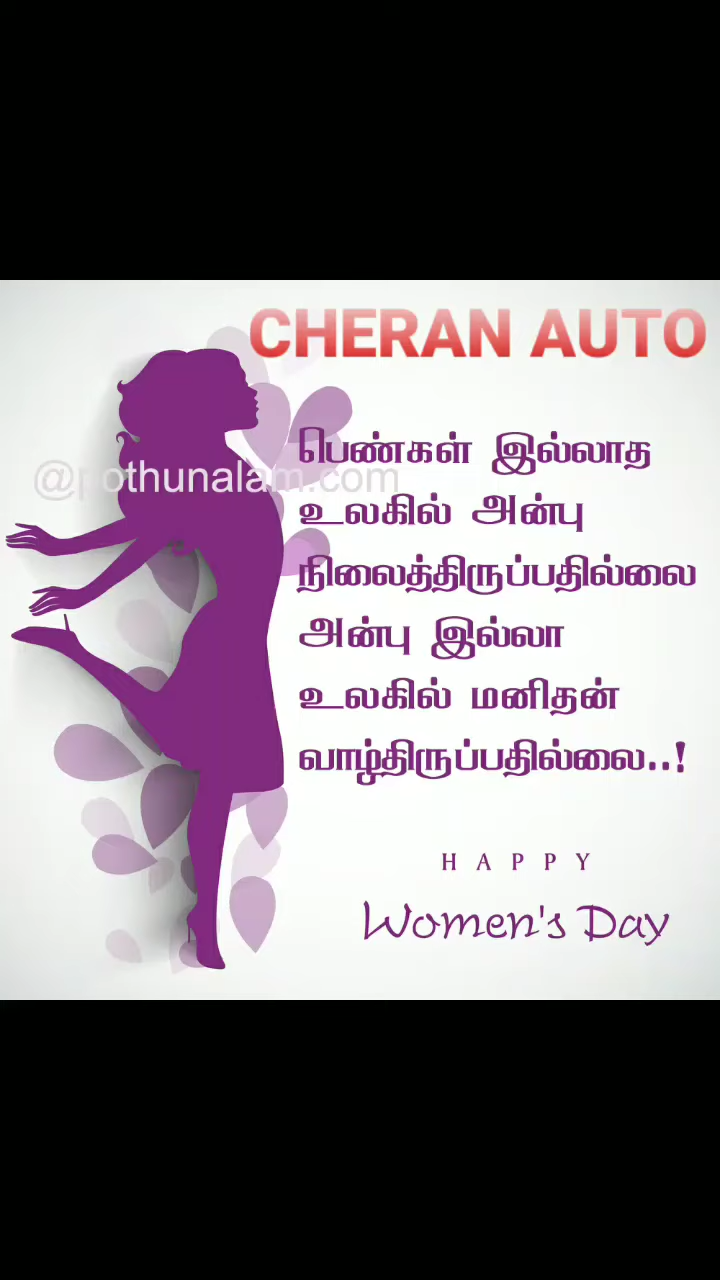 CHERAN AUTO
பெண்கள் இல்லாத
@pothunalam.com
உலகில் அன்பு
நிலைத்திருப்பதில்லை
அன்பு இல்லா
உலகில் மனிதன்
வாழ்திருப்பதில்லை..!
HAPPY
Women's Day